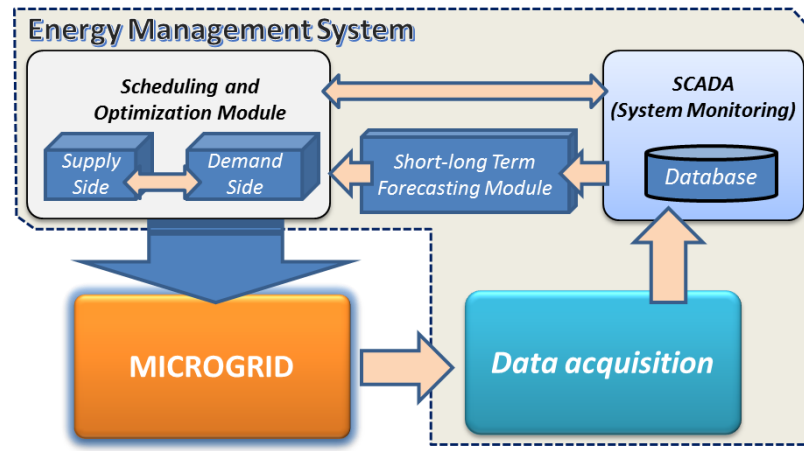 Energy Management System
Scheduling and
Optimization Module
Supply
Side
Demand
Side
Short-long Term
Forecasting Module
SCADA
(System Monitoring)
Database
MICROGRID
Data acquisition